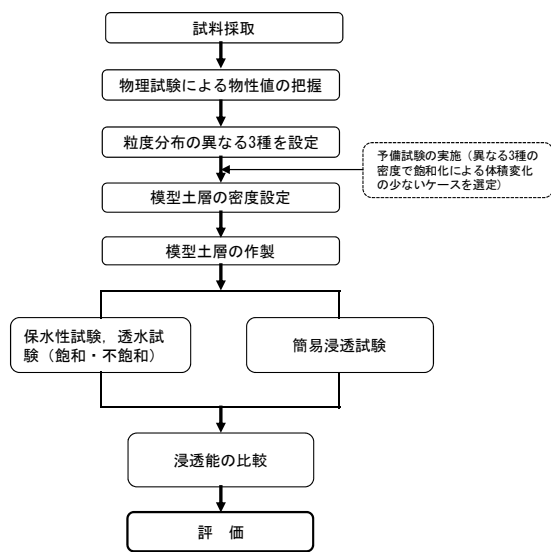 試料採取
物理試験による物性値の把握
粒度分布の異なる3種を設定
予備試験の実施（異なる3種の
密度で飽和化による体積変化
の少ないケースを選定）
模型土層の密度設定
模型土層の作製
保水性試験，透水試
験（飽和・不飽和）
簡易浸透試験
浸透能の比較
評　価